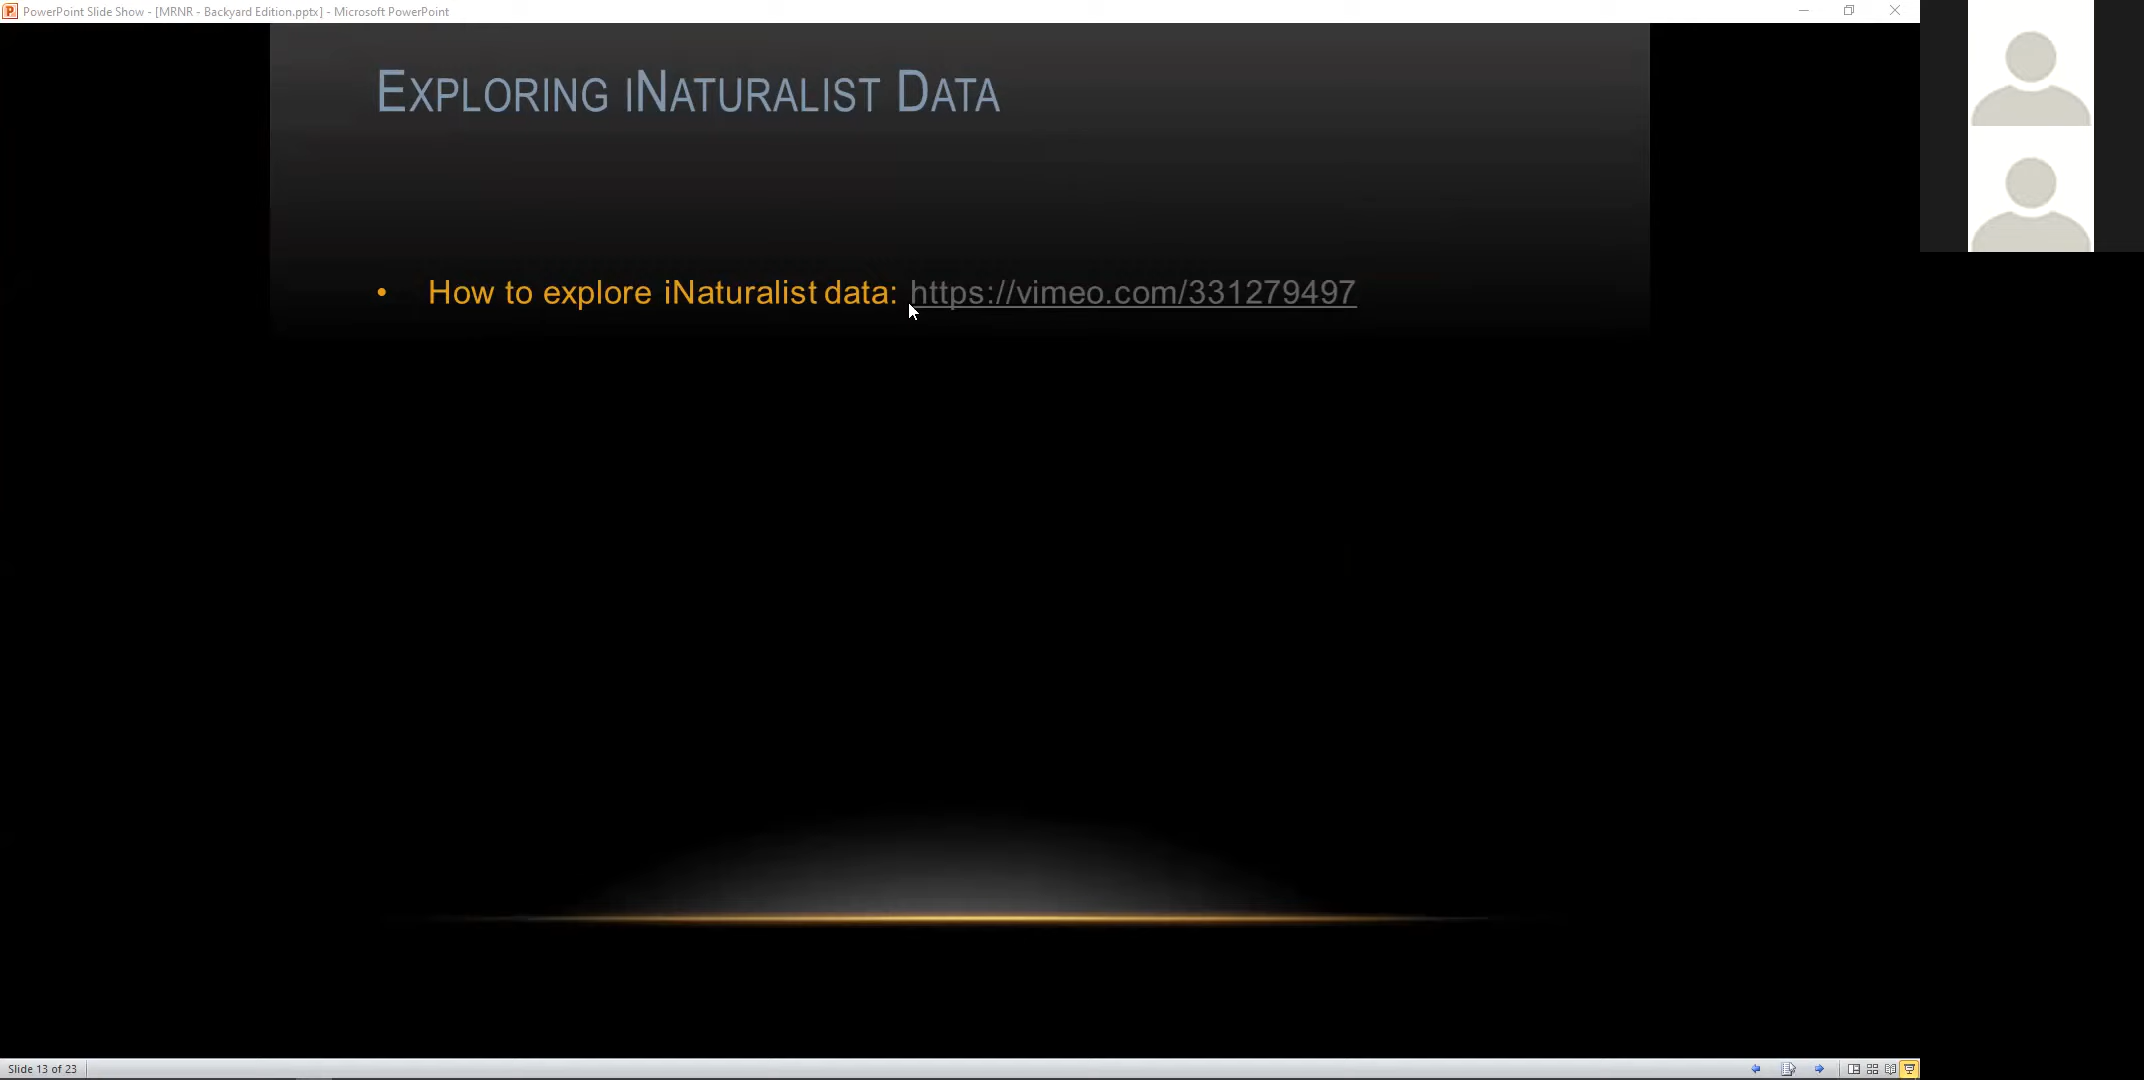 PowerPoint Slide Show - [MRNR - Backyard Edition.pptx] - Microsoft PowerPoint
EXPLORING INATURALIST DATA
• How to explore iNaturalist data: https://vimeo.com/331279497
Slide 13 of 23